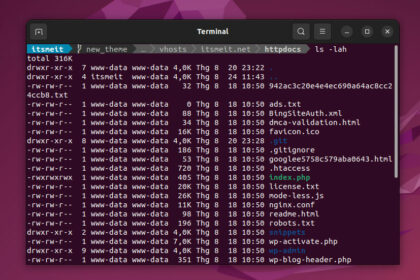 Terminal
itsmeit new_theme … vhosts itsmeit.net httpdocs ls -lah
total 316K
drwxr-xr-x 7 www-data www-data 4,0K Thg 8 20 23:22 .
drwxr-xr-x 4 itsmeit www-data 4,0K Thg 8 24 11:43 ..
-rw-rw-r-- 1 www-data www-data 32 Thg 8 18 10:50 942ac3c20e4e4ec690a64ac8cc2
4ccb8.txt
-rw-rw-r-- 1 www-data www-data 0 Thg 8 18 10:50 ads.txt
-rw-rw-r-- 1 www-data www-data 88 Thg 8 18 10:50 BingSiteAuth.xml
-rw-rw-r-- 1 www-data www-data 34 Thg 8 18 10:50 dmca-validation.html
-rw-rw-r-- 1 www-data www-data 16K Thg 8 18 10:50 favicon.ico
drwxr-xr-x 8 www-data www-data 4,0K Thg 8 20 23:28 .git
-rw-rw-r-- 1 www-data www-data 186 Thg 8 18 10:50 .gitignore
-rw-rw-r-- 1 www-data www-data 53 Thg 8 18 10:50 googlee5758c579aba0643.html
-rw-rw-r-- 1 www-data www-data 720 Thg 8 18 10:50 .htaccess
-rwxrwxrwx 1 www-data www-data 405 Thg 8 18 10:50 index.php
-rw-rw-r-- 1 www-data www-data 20K Thg 8 18 10:50 license.txt
-rw-rw-r-- 1 www-data www-data 26K Thg 8 18 10:50 mode-less.js
-rw-rw-r-- 1 www-data www-data 11K Thg 8 18 10:50 nginx.conf
-rw-rw-r-- 1 www-data www-data 98 Thg 8 18 10:50 readme.html
-rw-rw-r-- 1 www-data www-data 196 Thg 8 18 10:50 robots.txt
drwxrwxr-x 2 www-data www-data 4,0K Thg 8 18 10:50 snippets
-rw-rw-r-- 1 www-data www-data 7,0K Thg 8 18 10:50 wp-activate.php
drwxrwxr-x 9 www-data www-data 4,0K Thg 8 18 10:50 wp-admin
-rw-rw-r-- 1 www-data www-data 351 Thg 8 18 10:50 wp-blog-header.php